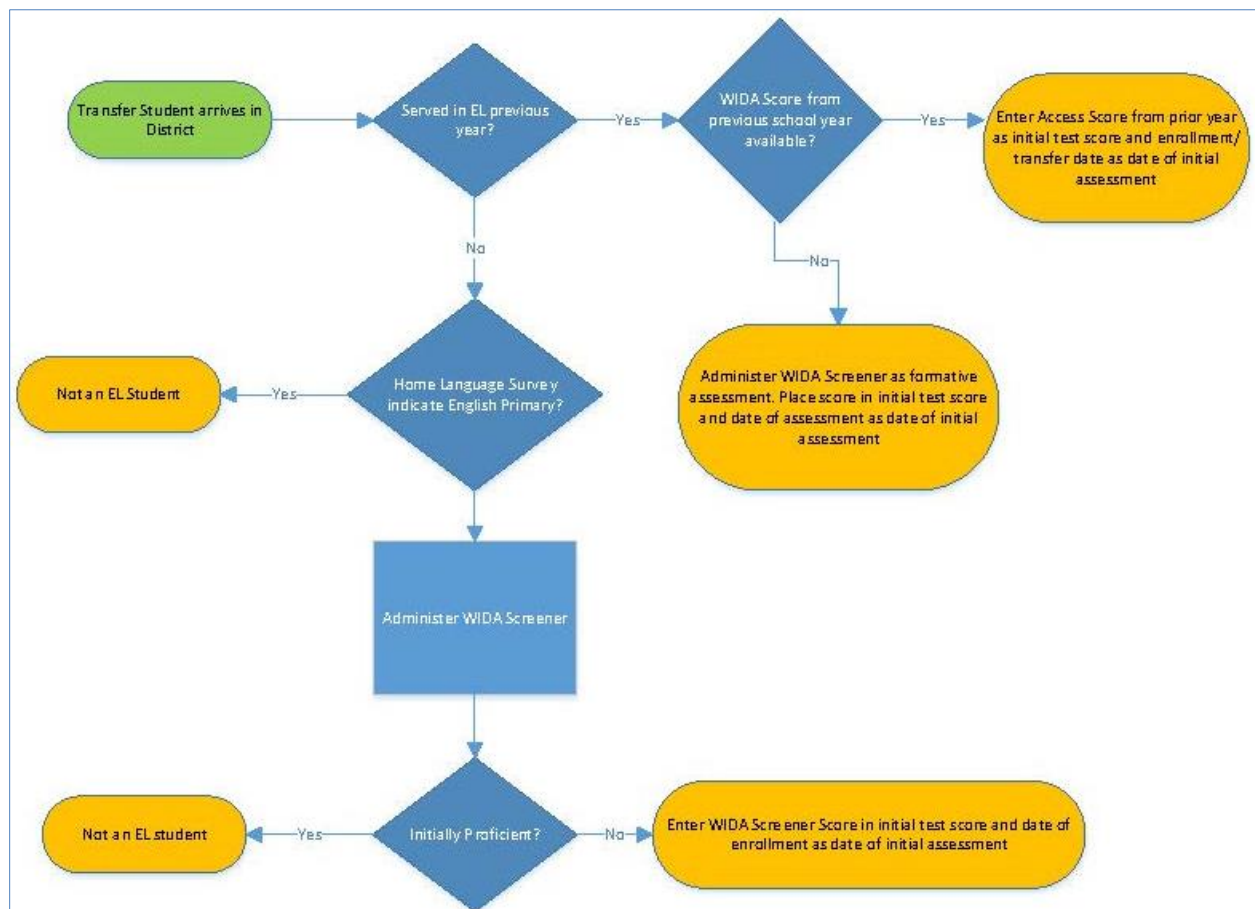 Transfer Student arrives in
District
Served in EL previous
year?
Yes
WIDA Score from
previous school year
available?
Yes
Enter Access Score from prior year
as initial test score and enrollment/
transfer date as date of initial
assessment
No
No
Not an EL Student
Yes
Home Language Survey
indicate English Primary?
Administer WIDA Screener as formative
assessment. Place score in initial test score
and date of assessment as date of initial
assessment
Administer WIDA Screener
Not an EL student
Yes
Initially Proficient?
No
Enter WIDA Screener Score in initial test score and date of
enrollment as date of initial assessment